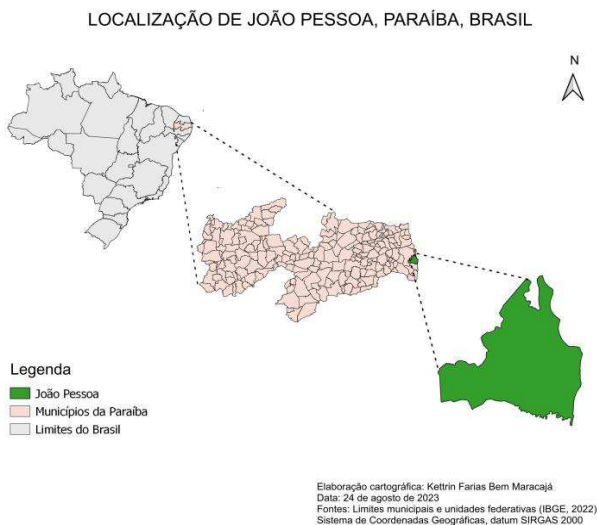 LOCALIZAÇÃO DE JOÃO PESSOA, PARAÍBA, BRASIL
N
Legenda
João Pessoa
Municípios da Paraíba
Limites do Brasil
Elaboração cartográfica: Kettrin Farias Bem Maracajá
Data: 24 de agosto de 2023
Fontes: Limites municipais e unidades federativas (IBGE, 2022)
Sistema de Coordenadas Geográficas, datum SIRGAS 2000